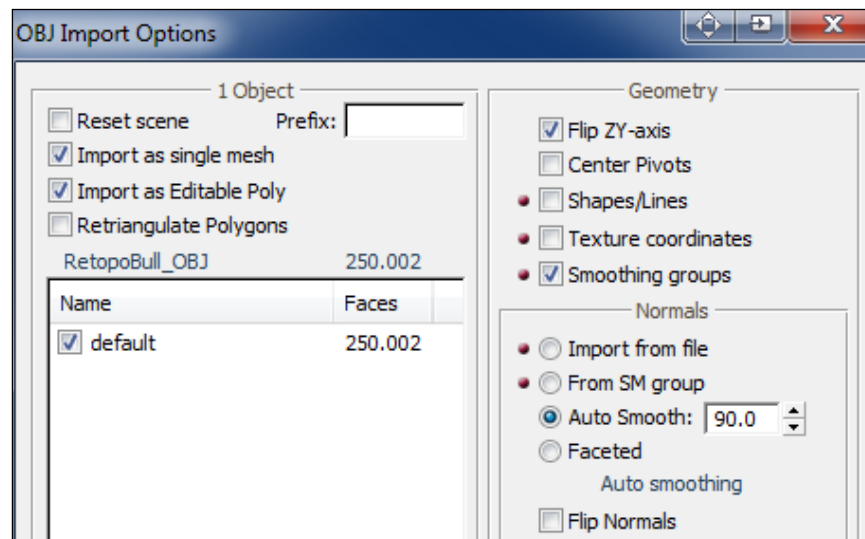 OBJ Import Options
1 Object
Reset scene Prefix:
Import as single mesh
Import as Editable Poly
Retriangulate Polygons
RetopoBull_OBJ 250.002
Name Faces
default 250.002
Geometry
Flip ZY-axis
Center Pivots
Shapes/Lines
Texture coordinates
Smoothing groups
Normals
Import from file
From SM group
Auto Smooth: 90.0
Faceted
Auto smoothing
Flip Normals